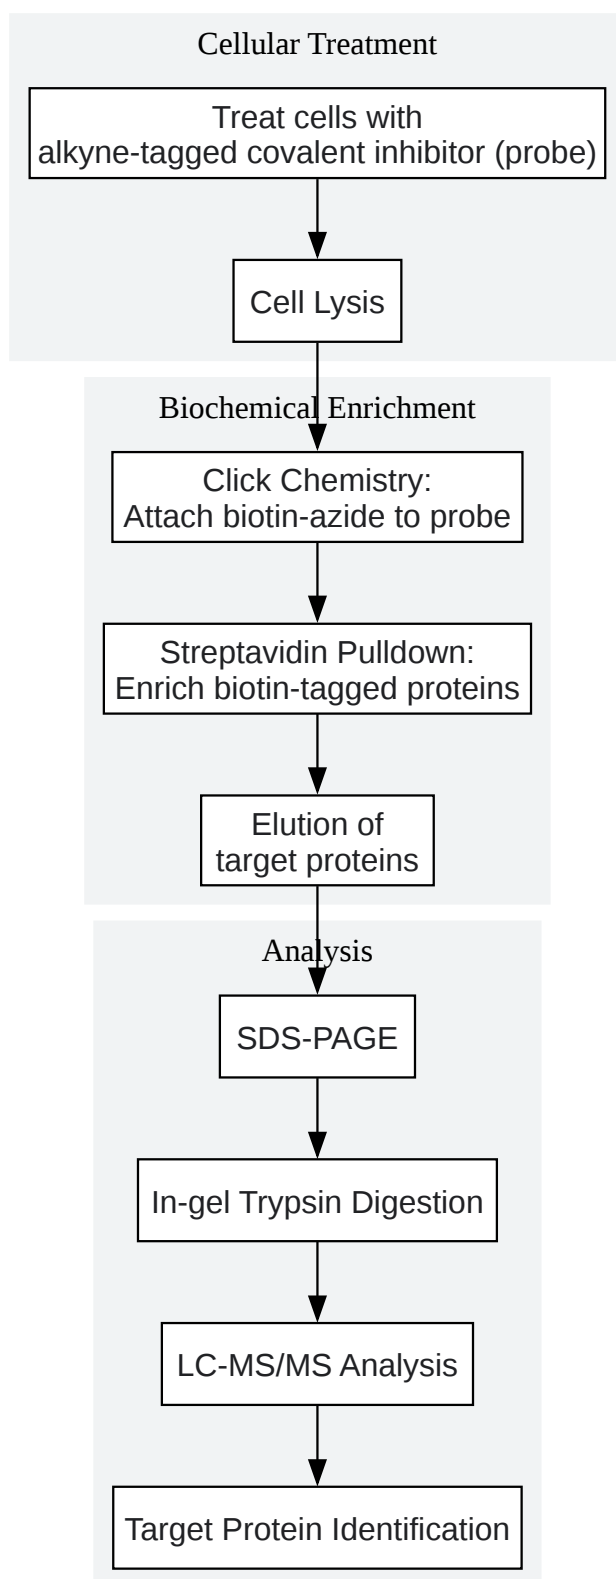 Cellular Treatment
Treat cells with
alkyne-tagged covalent inhibitor (probe)
Cell Lysis
Biochemical Enrichment
Click Chemistry:
Attach biotin-azide to probe
Streptavidin Pulldown:
Enrich biotin-tagged proteins
Elution of
target proteins
Analysis
SDS-PAGE
In-gel Trypsin Digestion
LC-MS/MS Analysis
Target Protein Identification